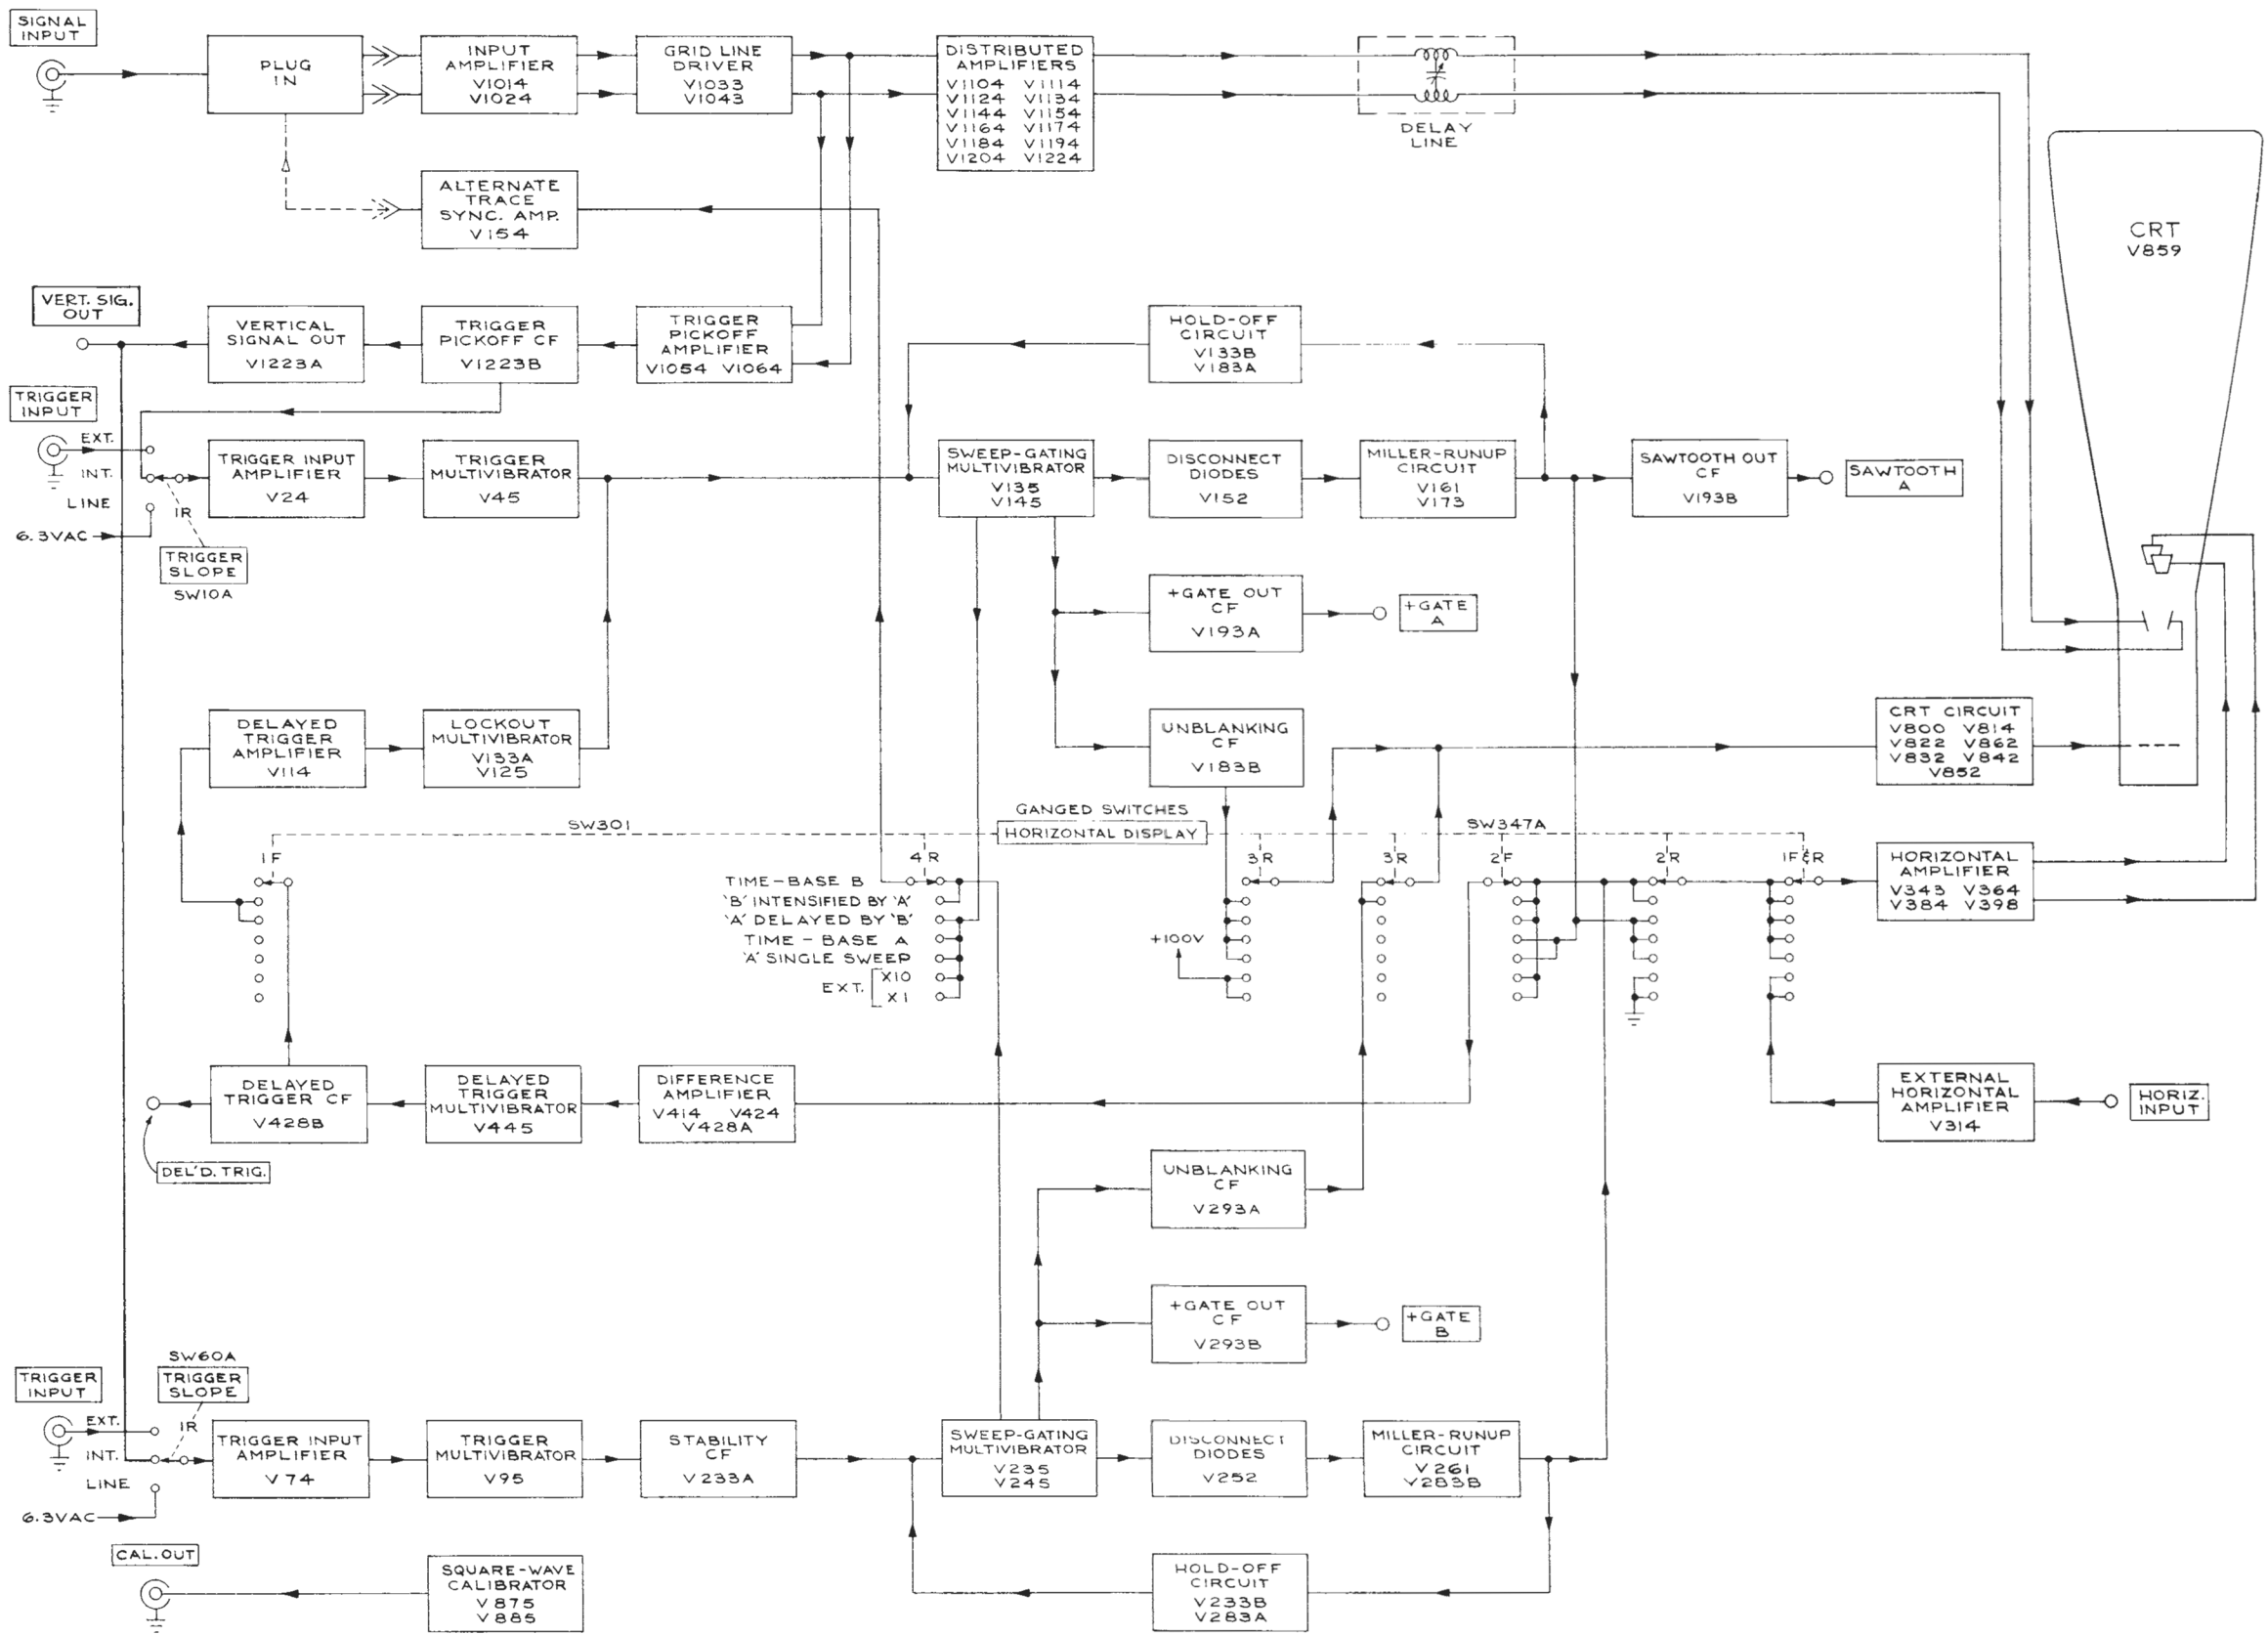 SIGNAL
INPUT
PLUG
IN
INPUT
AMPLIFIER
V1014
V1024
GRID LINE
DRIVER
V1033
V1043
DISTRIBUTED
AMPLIFIERS
V1104 V1114
V1124 V1134
V1144 V1154
V1164 V1174
V1184 V1194
V1204 V1224
DELAY
LINE
CRT
V859
ALTERNATE
TRACE
SYNC. AMP.
V154
VERT. SIG.
OUT
VERTICAL
SIGNAL OUT
V1223A
TRIGGER
PICKOFF CF
V1223B
TRIGGER
PICKOFF
AMPLIFIER
V1054 V1064
HOLD-OFF
CIRCUIT
V133B
V183A
TRIGGER
INPUT
EXT.
INT.
LINE
6.3VAC
1R
TRIGGER
SLOPE
SW10A
TRIGGER INPUT
AMPLIFIER
V24
TRIGGER
MULTIVIBRATOR
V45
SWEEP-GATING
MULTIVIBRATOR
V135
V145
DISCONNECT
DIODES
V152
MILLER-RUNUP
CIRCUIT
V161
V173
SAWTOOTH OUT
CF
V193B
SAWTOOTH
A
+GATE OUT
CF
V193A
+GATE
A
DELAYED
TRIGGER
AMPLIFIER
V114
LOCKOUT
MULTIVIBRATOR
V133A
V125
UNBLANKING
CF
V183B
CRT CIRCUIT
V800 V814
V822 V862
V832 V842
V852
GANGED SWITCHES
SW301
HORIZONTAL DISPLAY
SW347A
1F
4R
3R
3R
2F
2R
1F&R
TIME-BASE B
'B' INTENSIFIED BY 'A'
'A' DELAYED BY 'B'
TIME-BASE A
'A' SINGLE SWEEP
EXT.
X10
X1
+100V
HORIZONTAL
AMPLIFIER
V343 V364
V384 V398
DELAYED
TRIGGER CF
V428B
DELAYED
TRIGGER
MULTIVIBRATOR
V445
DIFFERENCE
AMPLIFIER
V414 V424
V428A
EXTERNAL
HORIZONTAL
AMPLIFIER
V314
HORIZ.
INPUT
DEL'D. TRIG.
UNBLANKING
CF
V293A
+GATE OUT
CF
V293B
+GATE
B
TRIGGER
INPUT
EXT.
INT.
LINE
6.3VAC
SW60A
TRIGGER
SLOPE
1R
TRIGGER INPUT
AMPLIFIER
V74
TRIGGER
MULTIVIBRATOR
V95
STABILITY
CF
V233A
SWEEP-GATING
MULTIVIBRATOR
V235
V245
DISCONNECT
DIODES
V252
MILLER-RUNUP
CIRCUIT
V261
V283B
CAL.OUT
SQUARE-WAVE
CALIBRATOR
V875
V885
HOLD-OFF
CIRCUIT
V233B
V283A